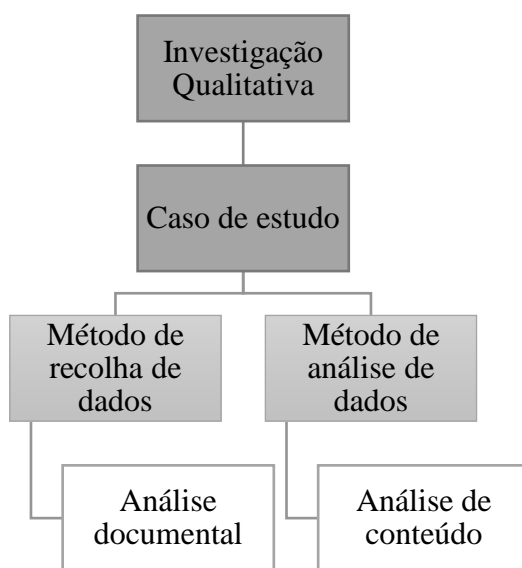 Investigação
Qualitativa
Caso de estudo
Método de
recolha de
dados
Método de
análise de
dados
Análise
documental
Análise de
conteúdo